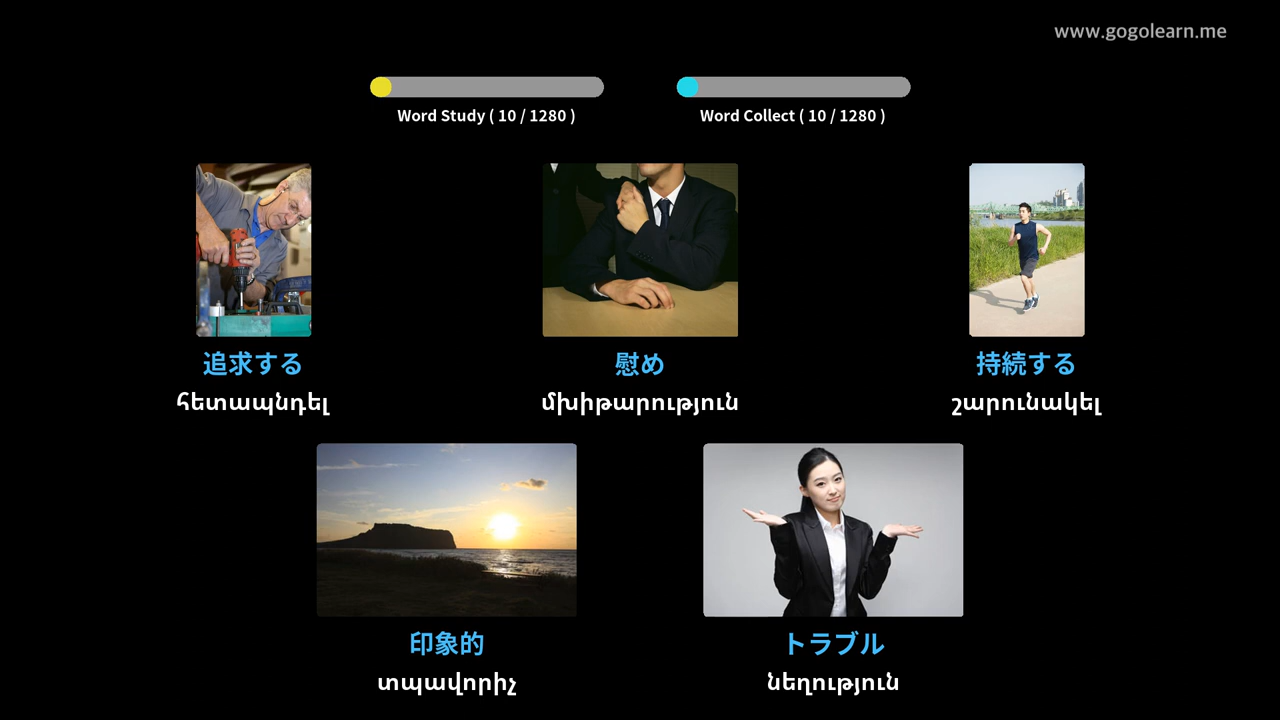 www.gogolearn.me
Word Study ( 10 / 1280 )
Word Collect ( 10 / 1280 )
追求する
慰め
持続する
հետապնդել
մխիթարություն
շարունակել
印象的
トラブル
տպավորիչ
նեղություն